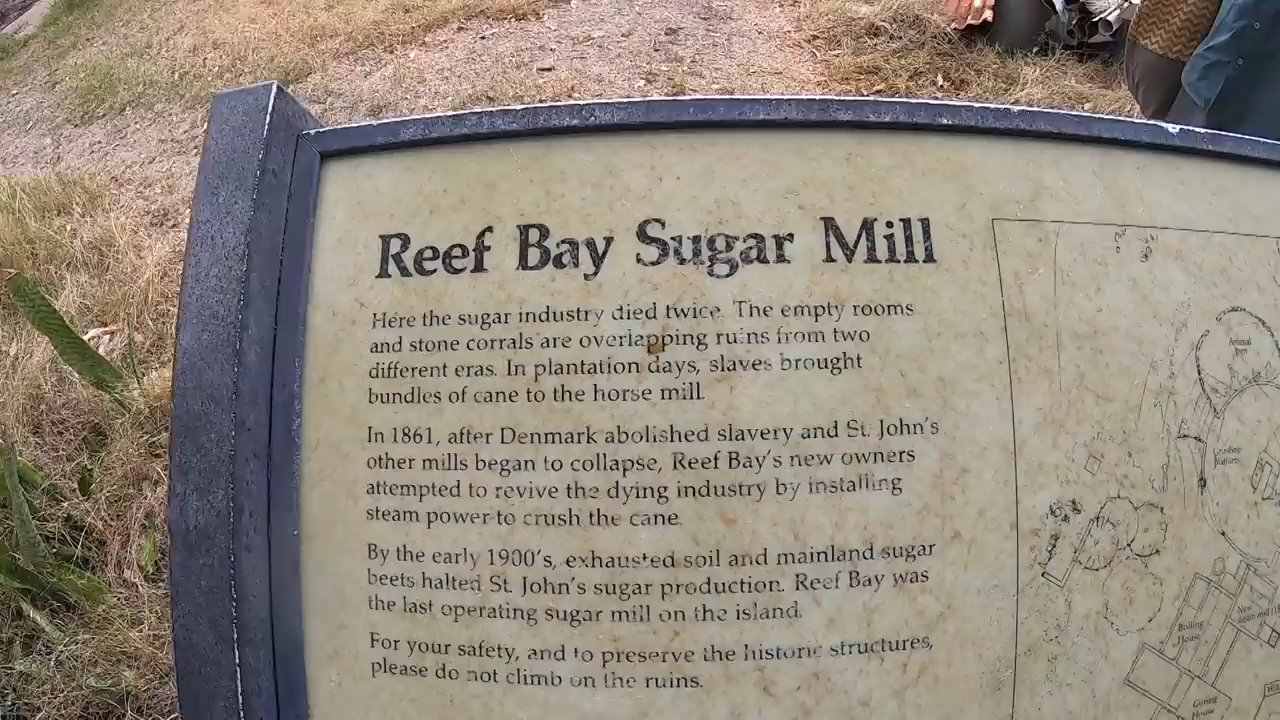 Reef Bay Sugar Mill
Here the sugar industry died twice. The empty rooms
and stone corrals are overlapping ruins from two
different eras. In plantation days, slaves brought
bundles of cane to the horse mill.
In 1861, after Denmark abolished slavery and St. John's
other mills began to collapse, Reef Bay's new owners
attempted to revive the dying industry by installing
steam power to crush the cane.
By the early 1900's, exhausted soil and mainland sugar
beets halted St. John's sugar production. Reef Bay was
the last operating sugar mill on the island.
For your safety, and to preserve the historic structures,
please do not climb on the ruins.
Animal
Pen
Grinding
Platform
New
Boiling
House
Curing
House